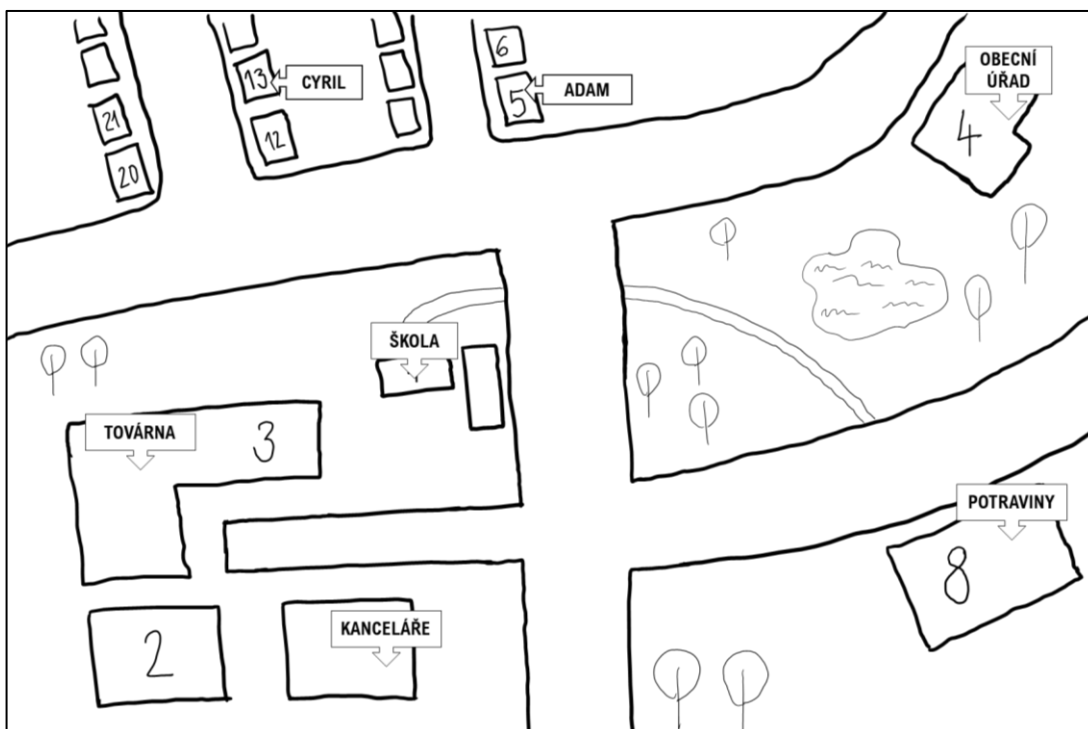 6
OBECNÍ
ÚŘAD
13
CYRIL
5
ADAM
21
12
4
20
ŠKOLA
TOVÁRNA
3
POTRAVINY
8
KANCELÁŘE
2